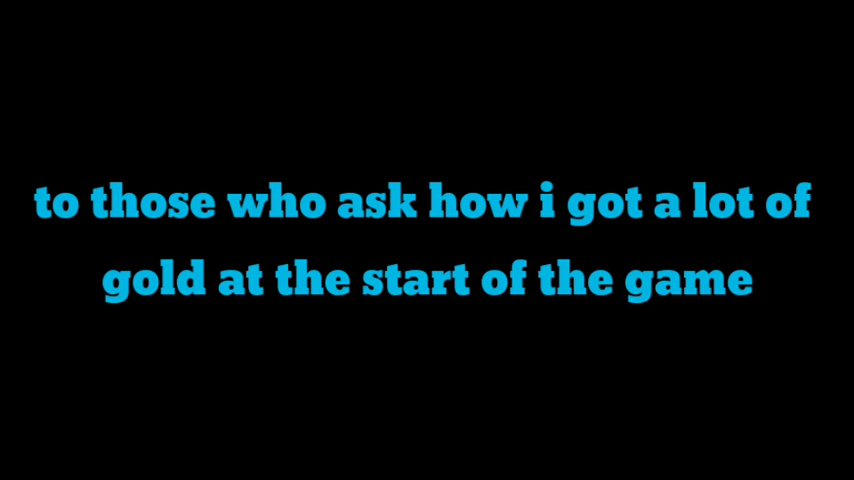 to those who ask how i got a lot of
gold at the start of the game